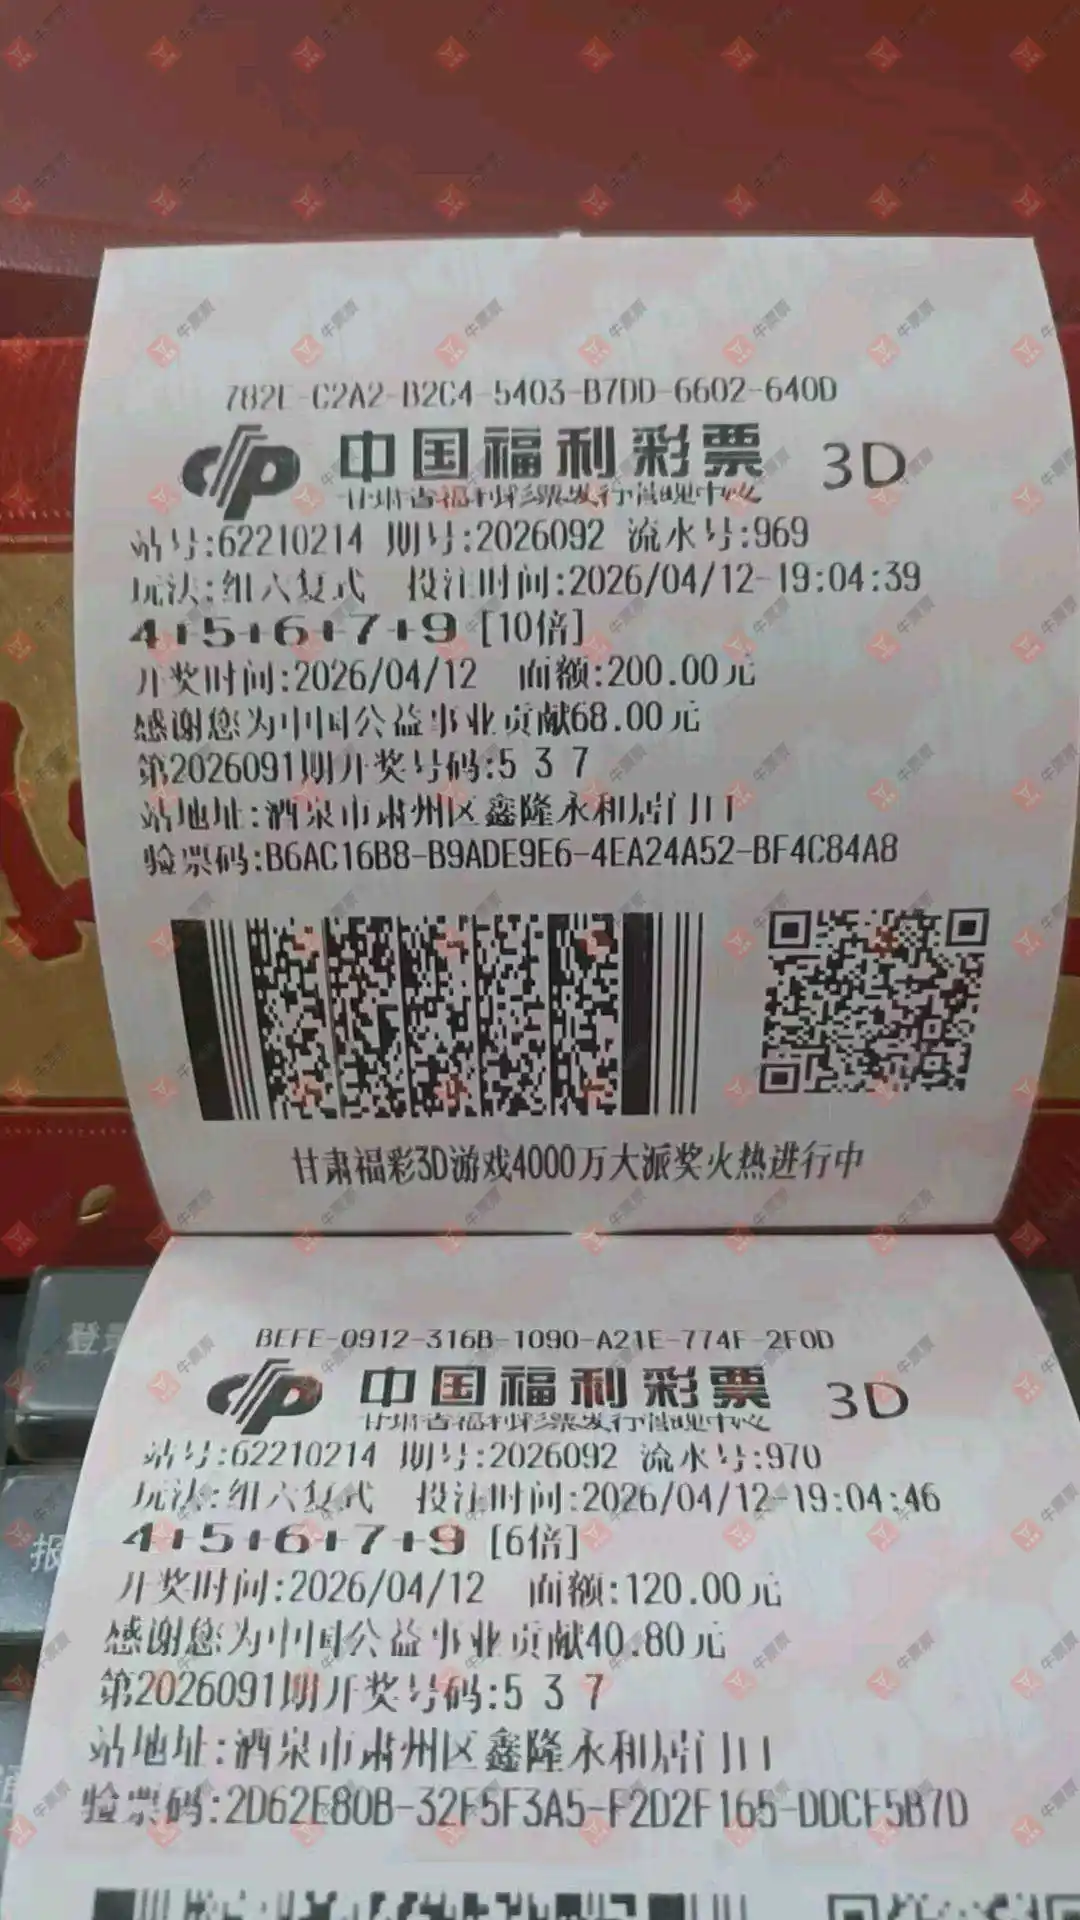 782E-C2A2-B2C4-5403-B7DD-6602-640D
中国福利彩票 3D
甘肃省福利彩票发行管理中心
站号:62210214 期号:2026092 流水号:969
玩法:组六复式 投注时间:2026/04/12-19:04:39
4+5+6+7+9 [10倍]
开奖时间:2026/04/12 面额:200.00元
感谢您为中国公益事业贡献68.00元
第2026091期开奖号码:5 3 7
站地址:酒泉市肃州区鑫隆永和居门口
验票码:B6AC16B8-B9ADE9E6-4EA24A52-BF4C84A8
甘肃福彩3D游戏4000万大派奖火热进行中
登录
BEFE-0912-316B-1090-A21E-774F-2F0D
中国福利彩票 3D
甘肃省福利彩票发行管理中心
站号:62210214 期号:2026092 流水号:970
玩法:组六复式 投注时间:2026/04/12-19:04:46
4+5+6+7+9 [6倍]
报
开奖时间:2026/04/12 面额:120.00元
感谢您为中国公益事业贡献40.80元
第2026091期开奖号码:5 3 7
站地址:酒泉市肃州区鑫隆永和居门口
验票码:2D62E80B-32F5F3A5-F2D2F165-DDCF5B7D
牛票票